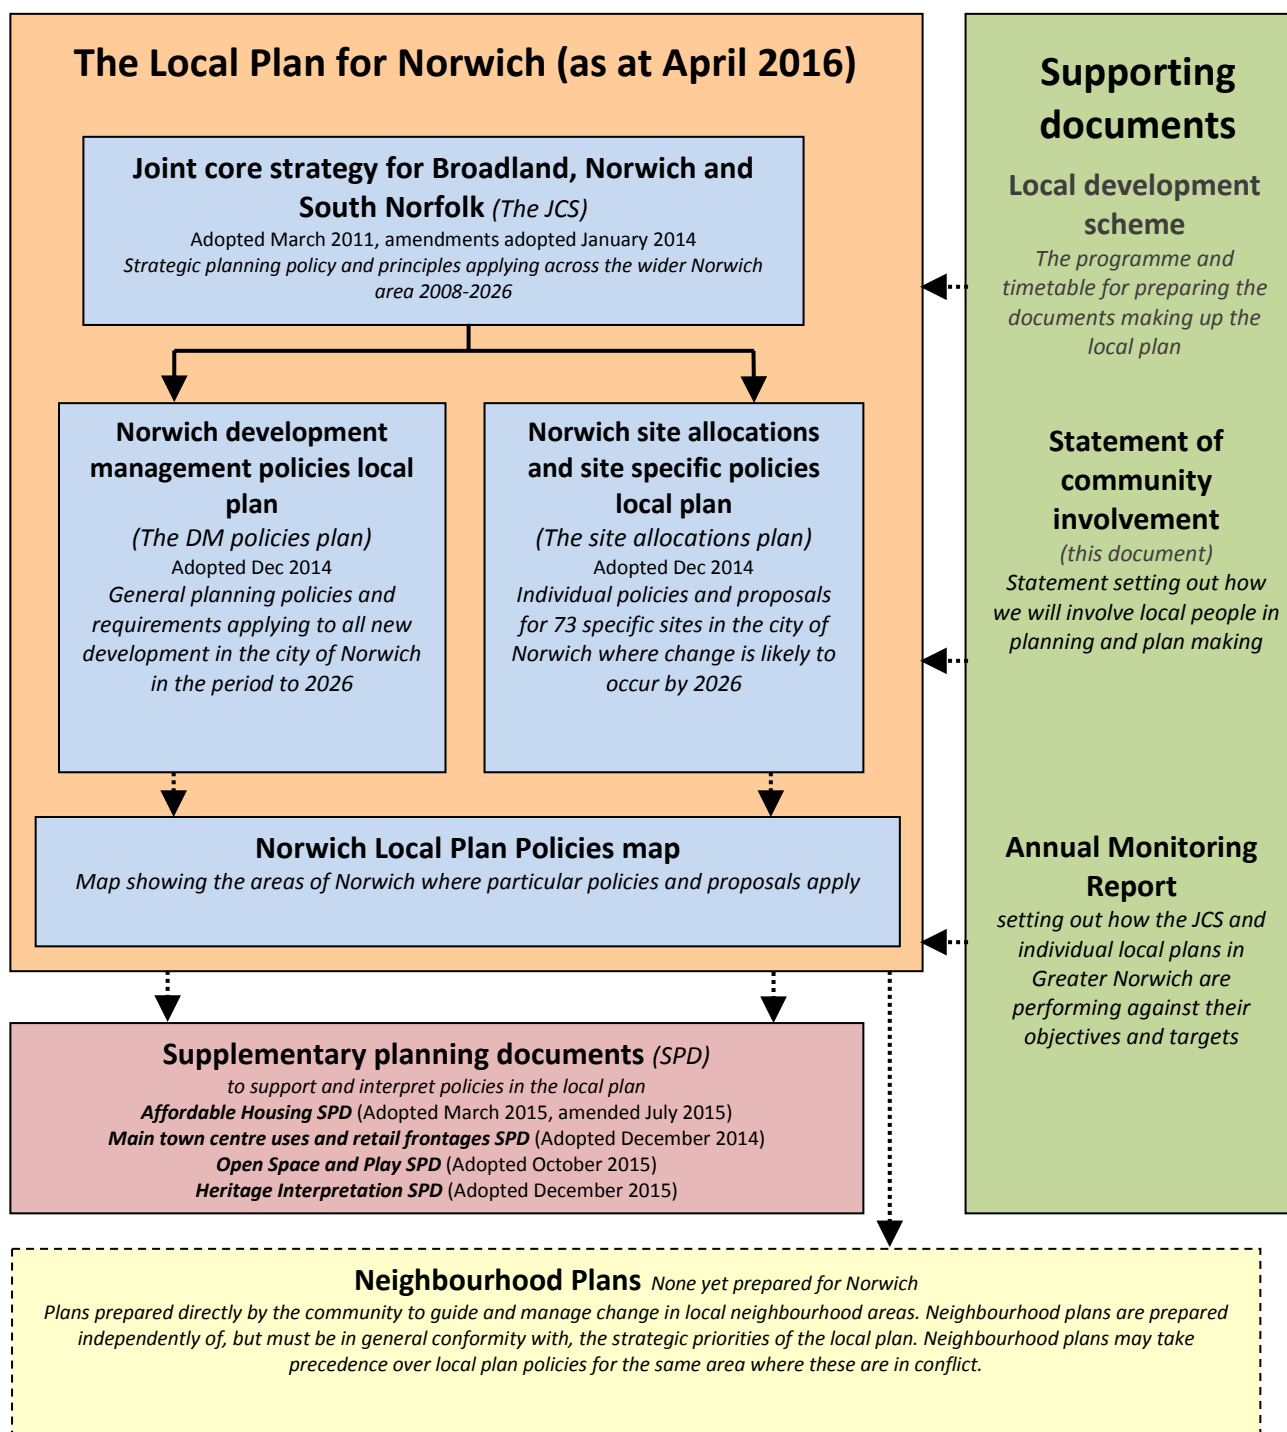 The Local Plan for Norwich (as at April 2016)
Joint core strategy for Broadland, Norwich and
South Norfolk (The JCS)
Adopted March 2011, amendments adopted January 2014
Strategic planning policy and principles applying across the wider Norwich
area 2008-2026
Norwich development
management policies local
plan
(The DM policies plan)
Adopted Dec 2014
General planning policies and
requirements applying to all new
development in the city of Norwich
in the period to 2026
Norwich site allocations
and site specific policies
local plan
(The site allocations plan)
Adopted Dec 2014
Individual policies and proposals
for 73 specific sites in the city of
Norwich where change is likely to
occur by 2026
Norwich Local Plan Policies map
Map showing the areas of Norwich where particular policies and proposals apply
Supporting
documents
Local development
scheme
The programme and
timetable for preparing the
documents making up the
local plan
Statement of
community
involvement
(this document)
Statement setting out how
we will involve local people in
planning and plan making
Annual Monitoring
Report
setting out how the JCS and
individual local plans in
Greater Norwich are
performing against their
objectives and targets
Supplementary planning documents (SPD)
to support and interpret policies in the local plan
Affordable Housing SPD (Adopted March 2015, amended July 2015)
Main town centre uses and retail frontages SPD (Adopted December 2014)
Open Space and Play SPD (Adopted October 2015)
Heritage Interpretation SPD (Adopted December 2015)
Neighbourhood Plans None yet prepared for Norwich
Plans prepared directly by the community to guide and manage change in local neighbourhood areas. Neighbourhood plans are prepared
independently of, but must be in general conformity with, the strategic priorities of the local plan. Neighbourhood plans may take
precedence over local plan policies for the same area where these are in conflict.